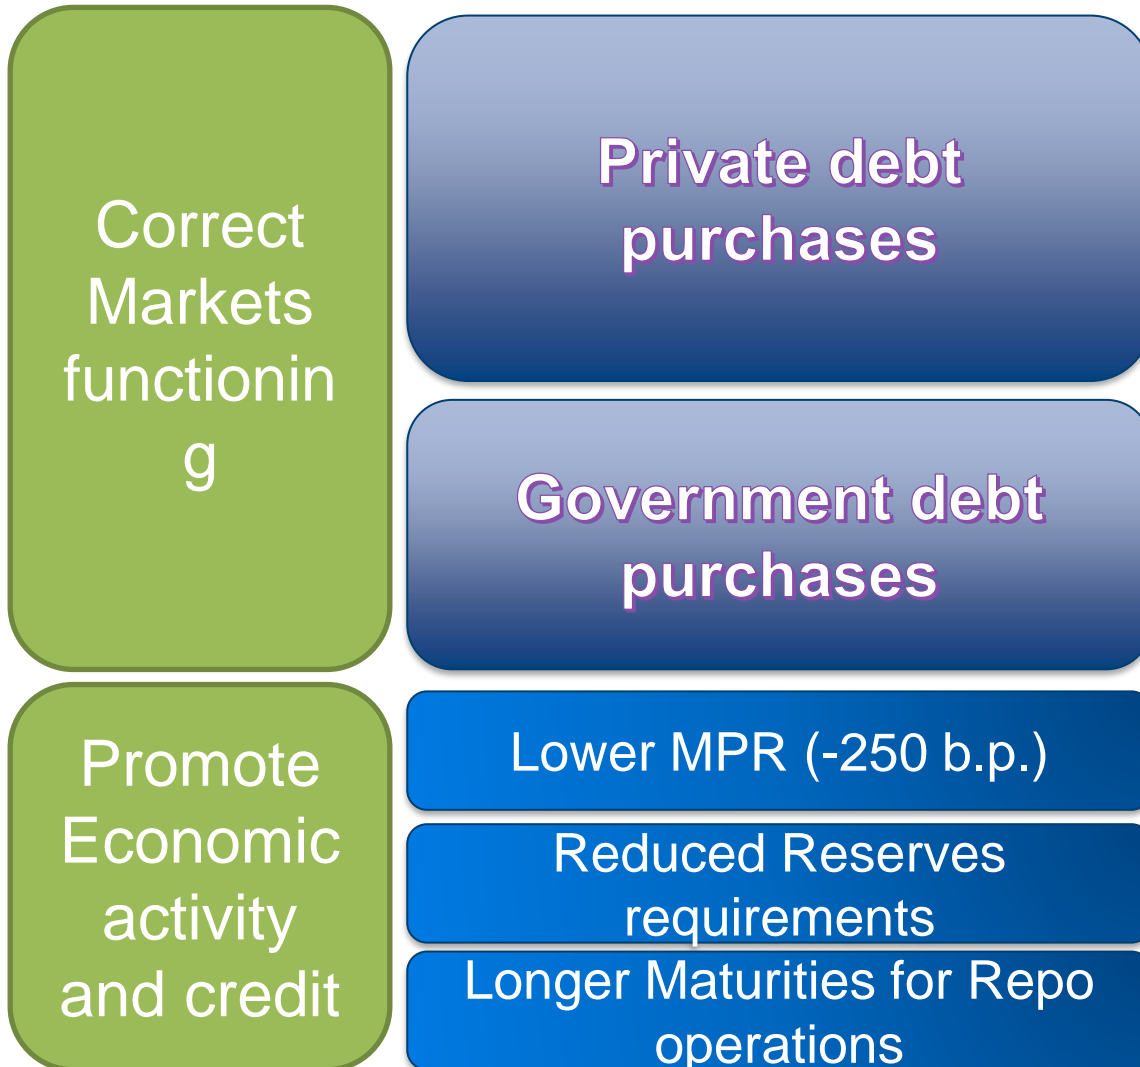 Correct
Markets
functionin
g
Private debt
purchases
Government debt
purchases
Promote
Economic
activity
and credit
Lower MPR (-250 b.p.)
Reduced Reserves
requirements
Longer Maturities for Repo
operations